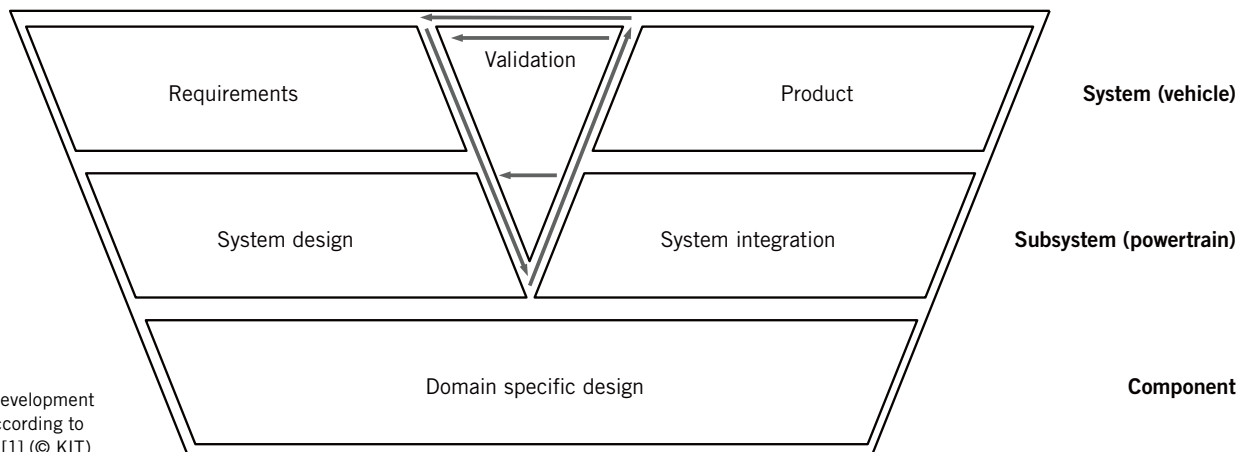 Validation
Requirements
Product
System (vehicle)
System design
System integration
Subsystem (powertrain)
Domain specific design
Component
evelopment
ccording to
[1] (© KIT)